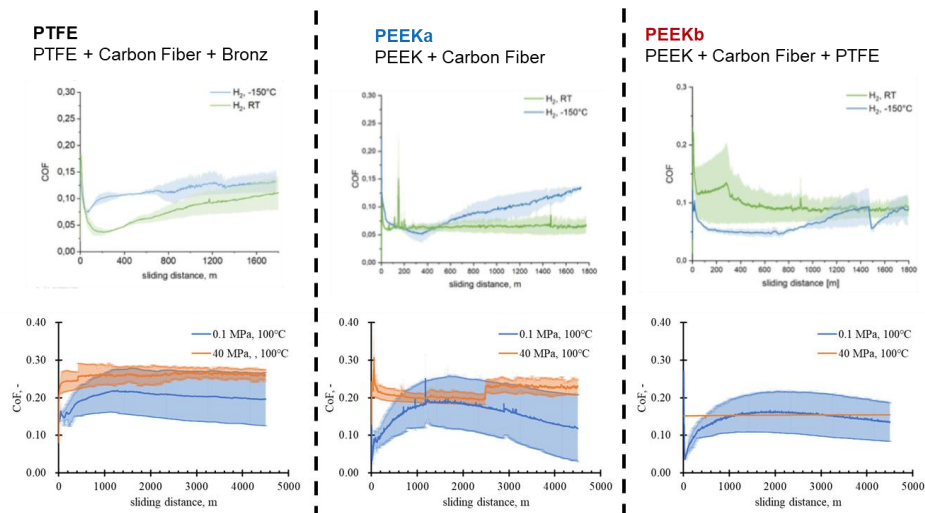 PTFE
PTFE + Carbon Fiber + Bronz
0,30
0,25
0,20
0,15
0,10
0,05
0,00
COF
H₂, -150°C
H₂, RT
0
400
800
1200
1600
sliding distance, m
PEEKa
PEEK + Carbon Fiber
0,30
0,25
0,20
0,15
0,10
0,05
0,00
COF
H₂, RT
H₂, -150°C
0
200
400
600
800
1000
1200
1400
1600
1800
sliding distance, m
PEEKb
PEEK + Carbon Fiber + PTFE
0,3
0,2
0,1
0,0
COF
H₂, RT
H₂, -150°C
0
200
400
600
800
1000
1200
1400
1600
1800
sliding distance [m]
0.40
0.30
0.20
0.10
0.00
CoF, -
0.1 MPa, 100°C
40 MPa, , 100°C
0
1000
2000
3000
4000
5000
sliding distance, m
0.40
0.30
0.20
0.10
0.00
CoF, -
0.1 MPa, 100°C
40 MPa, 100°C
0
1000
2000
3000
4000
5000
sliding distance, m
0.40
0.30
0.20
0.10
0.00
CoF, -
0.1 MPa, 100°C
40 MPa, 100°C
0
1000
2000
3000
4000
5000
sliding distance, m